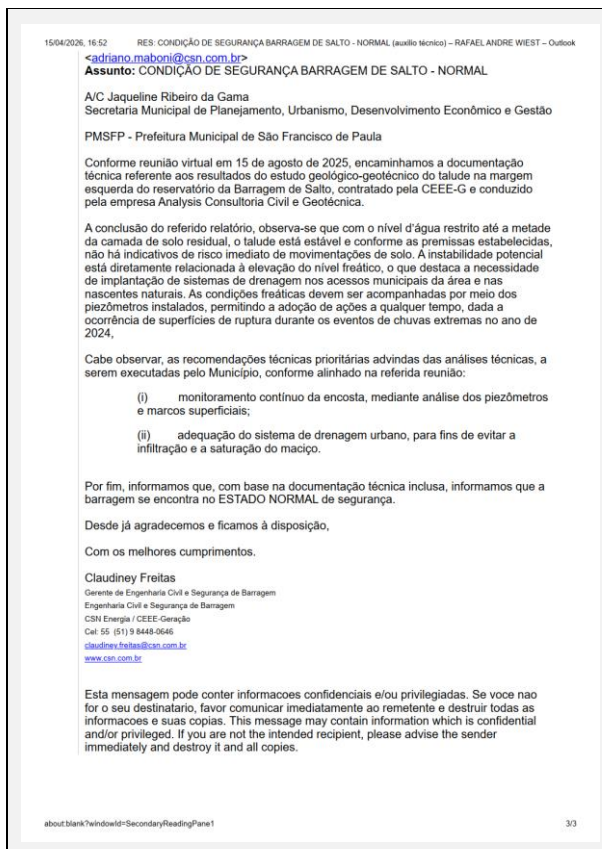 15/04/2026, 16:52 RES: CONDIÇÃO DE SEGURANÇA BARRAGEM DE SALTO - NORMAL (auxilio técnico) – RAFAEL ANDRE WIEST – Outlook
<adriano.maboni@csn.com.br>
Assunto: CONDIÇÃO DE SEGURANÇA BARRAGEM DE SALTO - NORMAL
A/C Jaqueline Ribeiro da Gama
Secretaria Municipal de Planejamento, Urbanismo, Desenvolvimento Econômico e Gestão
PMSFP - Prefeitura Municipal de São Francisco de Paula
Conforme reunião virtual em 15 de agosto de 2025, encaminhamos a documentação
técnica referente aos resultados do estudo geológico-geotécnico do talude na margem
esquerda do reservatório da Barragem de Salto, contratado pela CEEE-G e conduzido
pela empresa Analysis Consultoria Civil e Geotécnica.
A conclusão do referido relatório, observa-se que com o nível d'água restrito até a metade
da camada de solo residual, o talude está estável e conforme as premissas estabelecidas,
não há indicativos de risco imediato de movimentações de solo. A instabilidade potencial
está diretamente relacionada à elevação do nível freático, o que destaca a necessidade
de implantação de sistemas de drenagem nos acessos municipais da área e nas
nascentes naturais. As condições freáticas devem ser acompanhadas por meio dos
piezômetros instalados, permitindo a adoção de ações a qualquer tempo, dada a
ocorrência de superfícies de ruptura durante os eventos de chuvas extremas no ano de
2024,
Cabe observar, as recomendações técnicas prioritárias advindas das análises técnicas, a
serem executadas pelo Município, conforme alinhado na referida reunião:
(i) monitoramento contínuo da encosta, mediante análise dos piezômetros
e marcos superficiais;
(ii) adequação do sistema de drenagem urbano, para fins de evitar a
infiltração e a saturação do maciço.
Por fim, informamos que, com base na documentação técnica inclusa, informamos que a
barragem se encontra no ESTADO NORMAL de segurança.
Desde já agradecemos e ficamos à disposição,
Com os melhores cumprimentos.
Claudiney Freitas
Gerente de Engenharia Civil e Segurança de Barragem
Engenharia Civil e Segurança de Barragem
CSN Energia / CEEE-Geração
Cel: 55 (51) 9 8448-0646
claudiney.freitas@csn.com.br
www.csn.com.br
Esta mensagem pode conter informacoes confidenciais e/ou privilegiadas. Se voce nao
for o seu destinatario, favor comunicar imediatamente ao remetente e destruir todas as
informacoes e suas copias. This message may contain information which is confidential
and/or privileged. If you are not the intended recipient, please advise the sender
immediately and destroy it and all copies.
about:blank?windowId=SecondaryReadingPane1 3/3